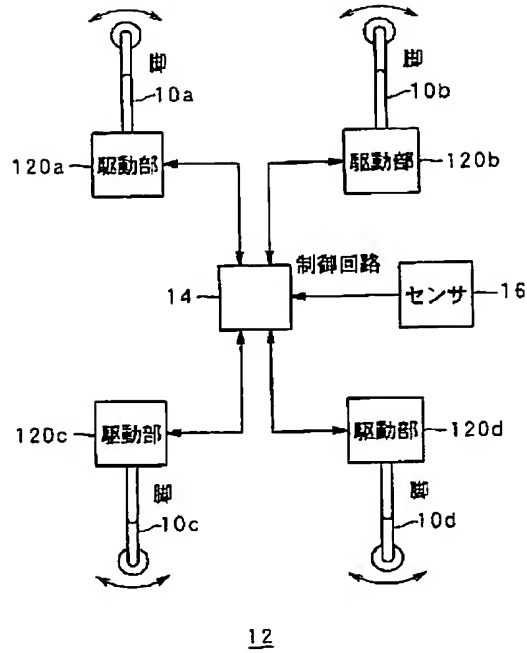 脚
脚
10a
10b
120a
駆動部
駆動部
120b
制御回路
14
センサ
16
120c
駆動部
駆動部
120d
脚
脚
10c
10d
12